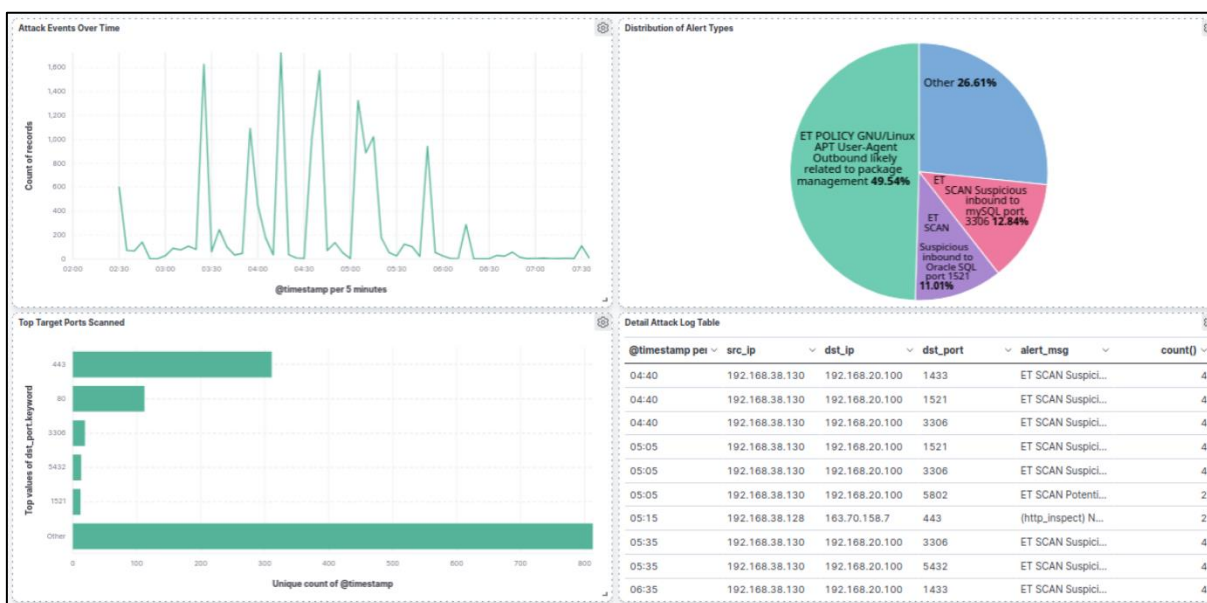 Attack Events Over Time
1,600
1,400
1,200
1,000
800
600
400
200
0
Count of records
02:00 02:30 03:00 03:30 04:00 04:30 05:00 05:30 06:00 06:30 07:00 07:30
@timestamp per 5 minutes
Distribution of Alert Types
Other 26.61%
ET POLICY GNU/Linux
APT User-Agent
Outbound likely
related to package
management 49.54%
ET
SCAN Suspicious
inbound to
mySQL port
3306 12.84%
ET
SCAN
Suspicious
inbound to
Oracle SQL
port 1521
11.01%
Top Target Ports Scanned
Top values of dst_port.keyword
443
80
3306
5432
1521
Other
0 100 200 300 400 500 600 700 800
Unique count of @timestamp
Detail Attack Log Table
@timestamp per src_ip dst_ip dst_port alert_msg count()
04:40 192.168.38.130 192.168.20.100 1433 ET SCAN Suspici... 4
04:40 192.168.38.130 192.168.20.100 1521 ET SCAN Suspici... 4
04:40 192.168.38.130 192.168.20.100 3306 ET SCAN Suspici... 4
05:05 192.168.38.130 192.168.20.100 1521 ET SCAN Suspici... 4
05:05 192.168.38.130 192.168.20.100 3306 ET SCAN Suspici... 4
05:05 192.168.38.130 192.168.20.100 5802 ET SCAN Potenti... 2
05:15 192.168.38.128 163.70.158.7 443 (http_inspect) N... 2
05:35 192.168.38.130 192.168.20.100 3306 ET SCAN Suspici... 4
05:35 192.168.38.130 192.168.20.100 5432 ET SCAN Suspici... 4
06:35 192.168.38.130 192.168.20.100 1433 ET SCAN Suspici... 4